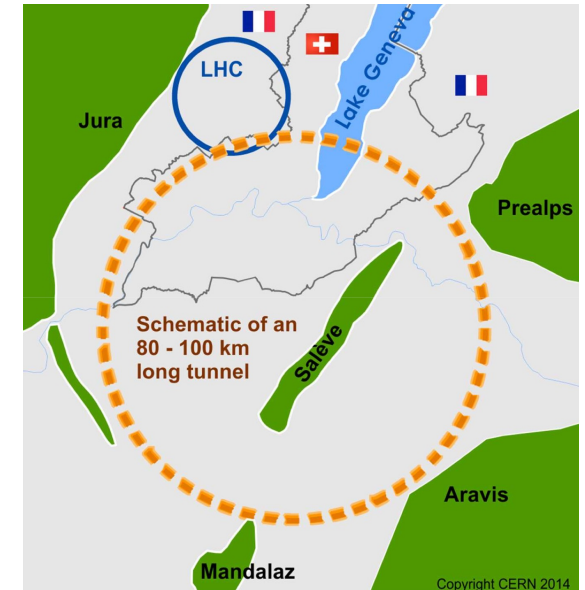 LHC
Lake Geneva
Jura
Prealps
Schematic of an
80 - 100 km
long tunnel
Salève
Aravis
Mandalaz
Copyright CERN 2014